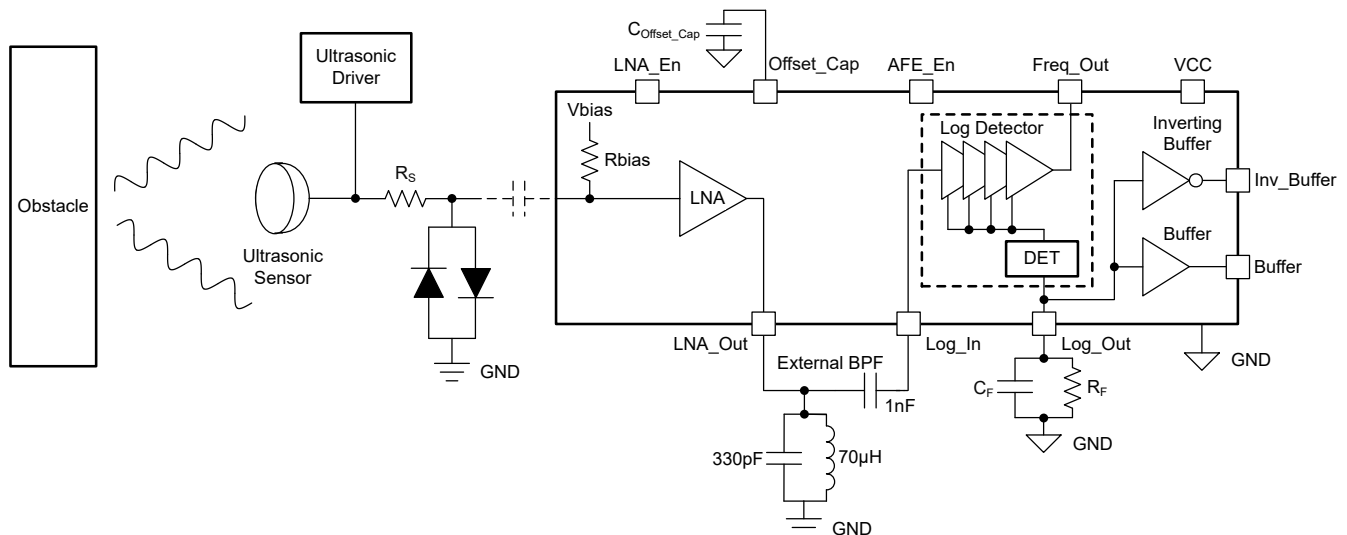 C_Offset_Cap
Ultrasonic
Driver
LNA_En
Offset_Cap
AFE_En
Freq_Out
VCC
Vbias
Rbias
Log Detector
Inverting
Buffer
R_S
LNA
Inv_Buffer
Obstacle
Ultrasonic
Sensor
Buffer
DET
Buffer
LNA_Out
Log_In
Log_Out
GND
GND
External BPF
1nF
C_F
R_F
GND
330pF
70µH
GND